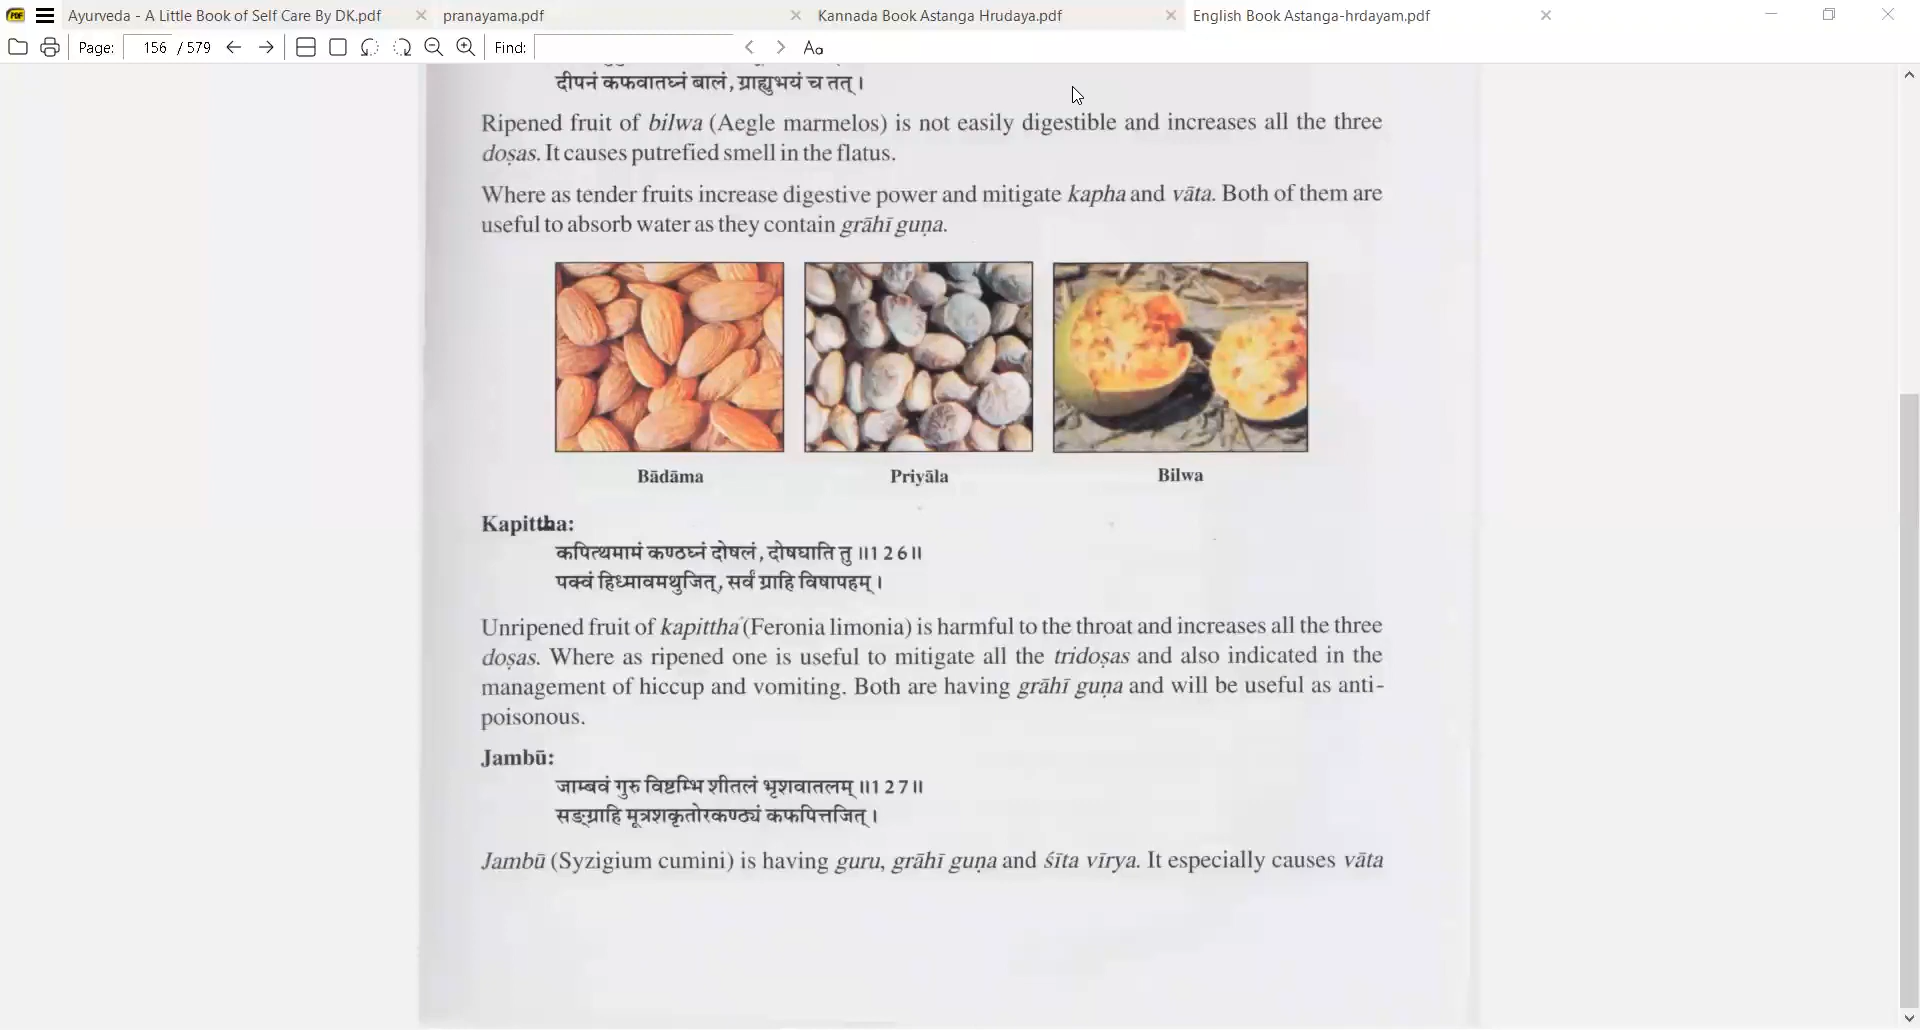 Ayurveda - A Little Book of Self Care By DK.pdf
pranayama.pdf
Kannada Book Astanga Hrudaya.pdf
English Book Astanga-hrdayam.pdf
Page: 156 / 579
Find:
Aa
दीपनं कफवातघ्नं बालं, ग्राह्युभयं च तत् ।
Ripened fruit of bilwa (Aegle marmelos) is not easily digestible and increases all the three
doṣas. It causes putrefied smell in the flatus.
Where as tender fruits increase digestive power and mitigate kapha and vāta. Both of them are
useful to absorb water as they contain grāhī guṇa.
Bādāma
Priyāla
Bilwa
Kapittha:
कपित्थमामं कण्ठघ्नं दोषलं, दोषघाति तु ॥126॥
पक्वं हिध्मावमथुजित्, सर्वं ग्राहि विषापहम् ।
Unripened fruit of kapittha (Feronia limonia) is harmful to the throat and increases all the three
doṣas. Where as ripened one is useful to mitigate all the tridoṣas and also indicated in the
management of hiccup and vomiting. Both are having grāhī guṇa and will be useful as anti-
poisonous.
Jambū:
जाम्बवं गुरु विष्टम्भि शीतलं भृशवातलम् ॥127॥
सङ्ग्राहि मूत्रशकृतोरकण्ठ्यं कफपित्तजित् ।
Jambū (Syzigium cumini) is having guru, grāhī guṇa and śīta vīrya. It especially causes vāta